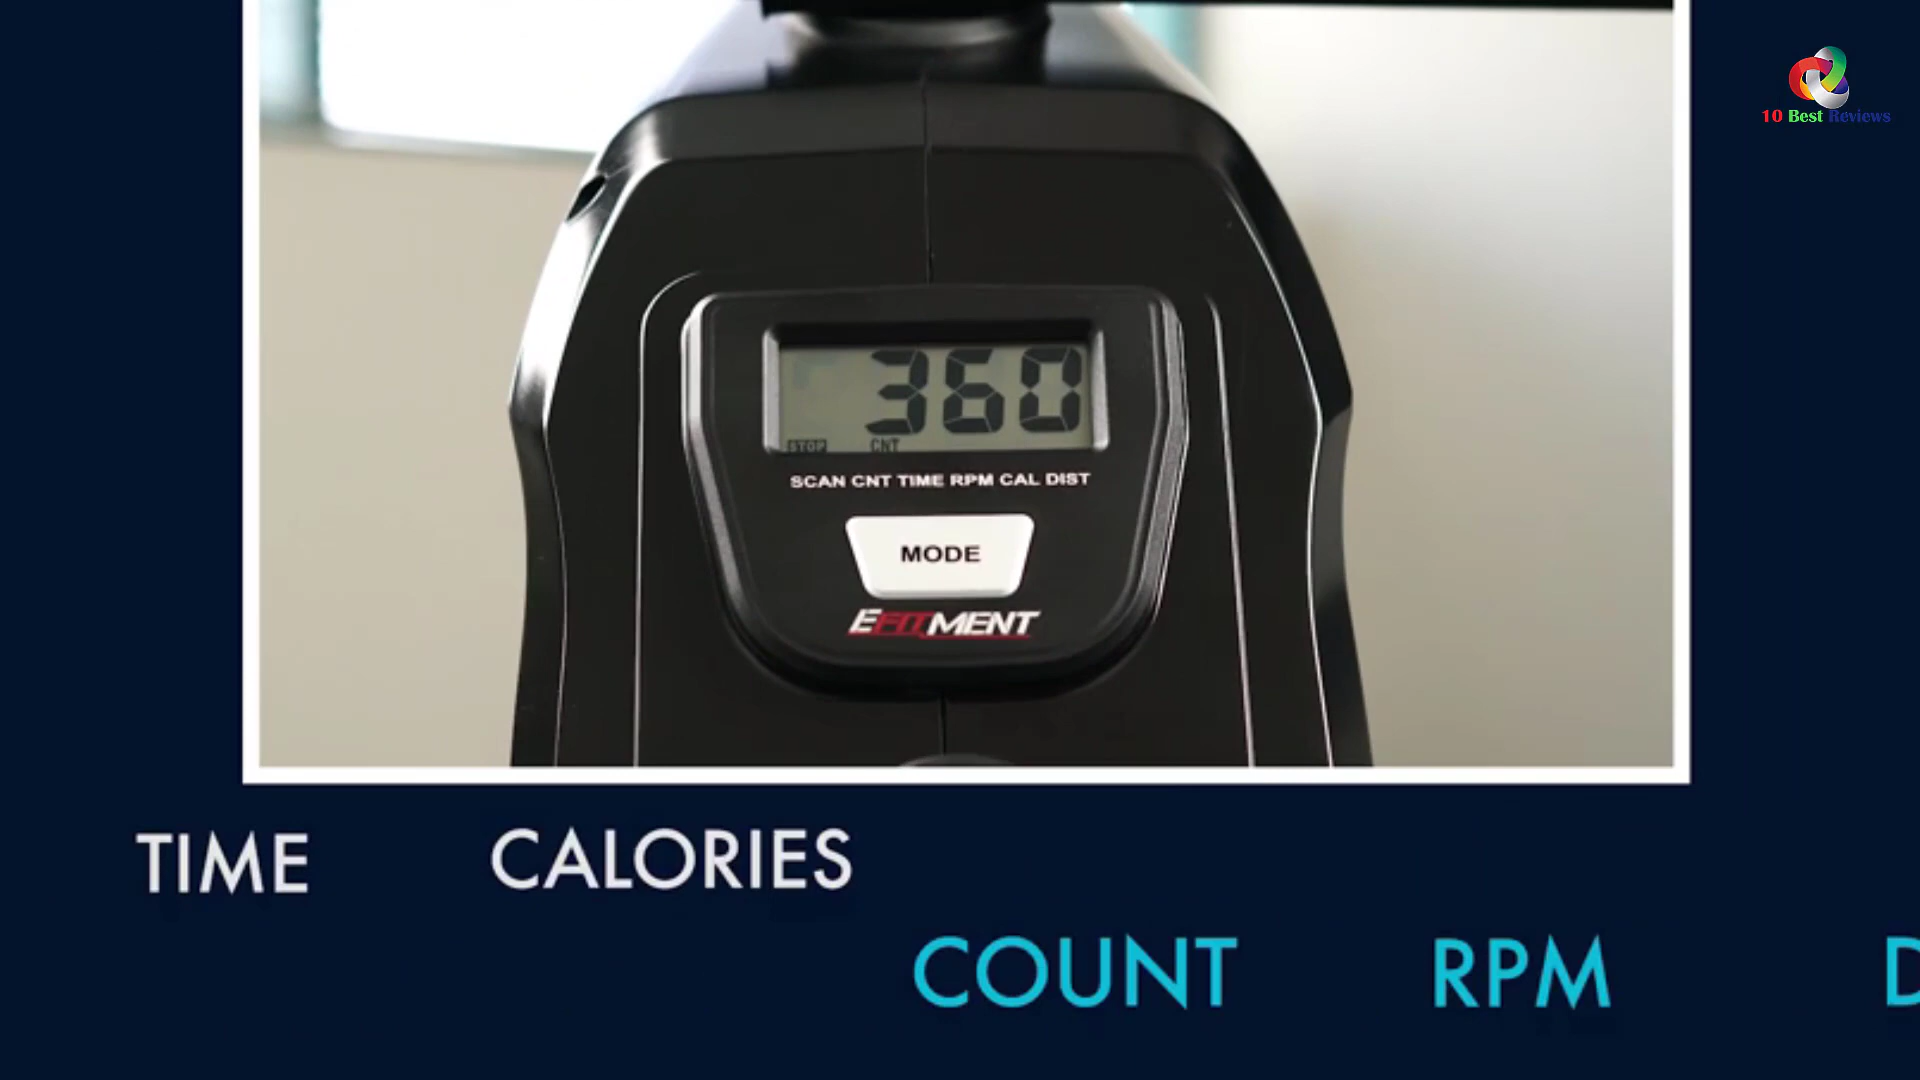 10 Best Reviews
360
STOP CNT
SCAN CNT TIME RPM CAL DIST
MODE
EFITMENT
TIME CALORIES
COUNT RPM D